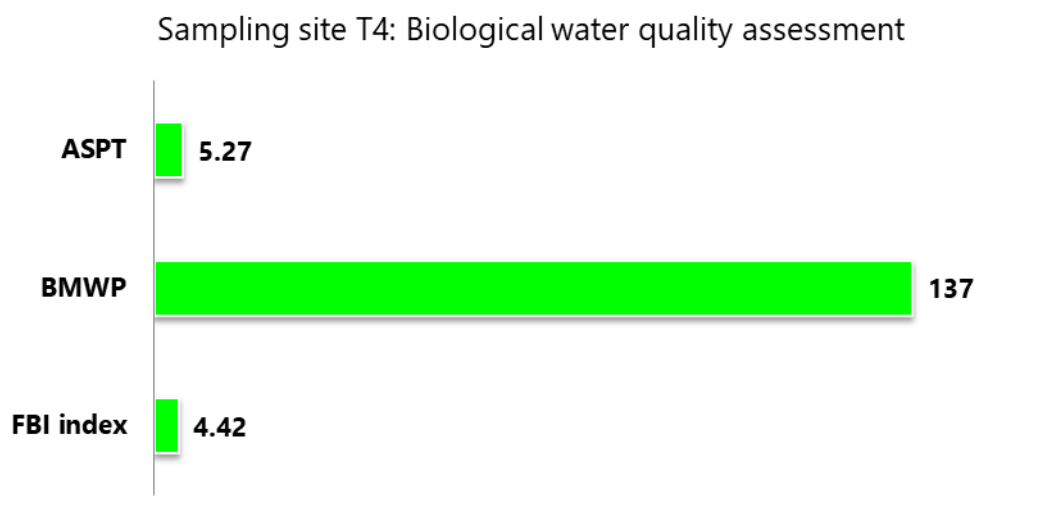 Sampling site T4: Biological water quality assessment
ASPT 5.27
BMWP 137
FBI index 4.42